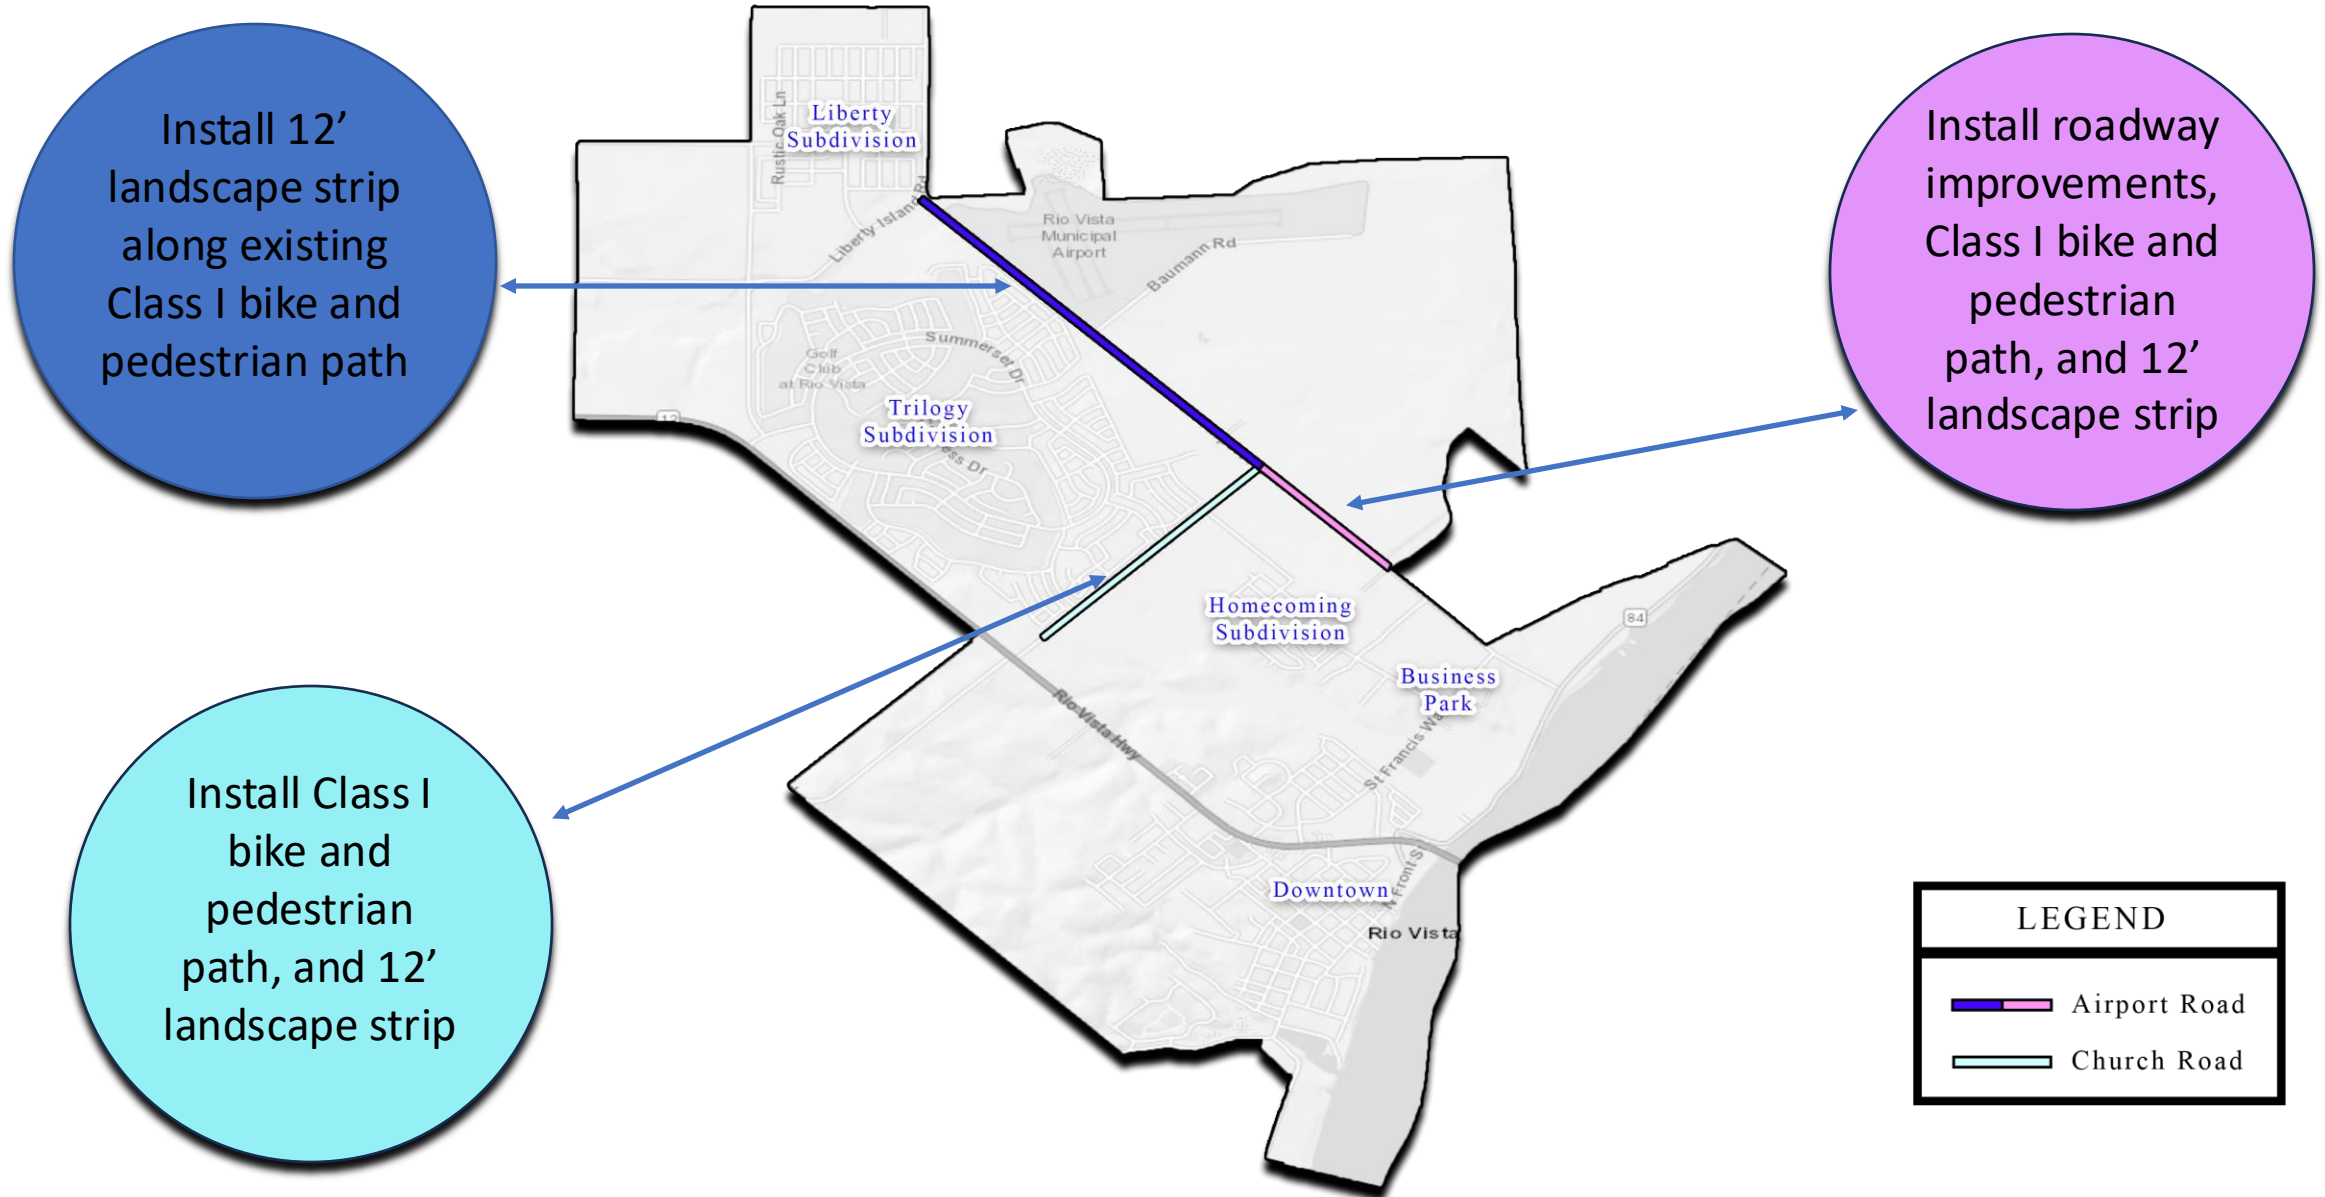 Install 12’
landscape strip
along existing
Class I bike and
pedestrian path
Install roadway
improvements,
Class I bike and
pedestrian
path, and 12’
landscape strip
Install Class I
bike and
pedestrian
path, and 12’
landscape strip
Rustic Oak Ln
Liberty
Subdivision
Liberty Island Rd
Rio Vista
Municipal
Airport
Baumann Rd
Summerset Dr
Golf
Club
at Rio Vista
Trilogy
Subdivision
ess Dr
12
Homecoming
Subdivision
84
Business
Park
Rio Vista Hwy
St Francis Wa
Downtown
N Front St
Rio Vista
LEGEND
Airport Road
Church Road